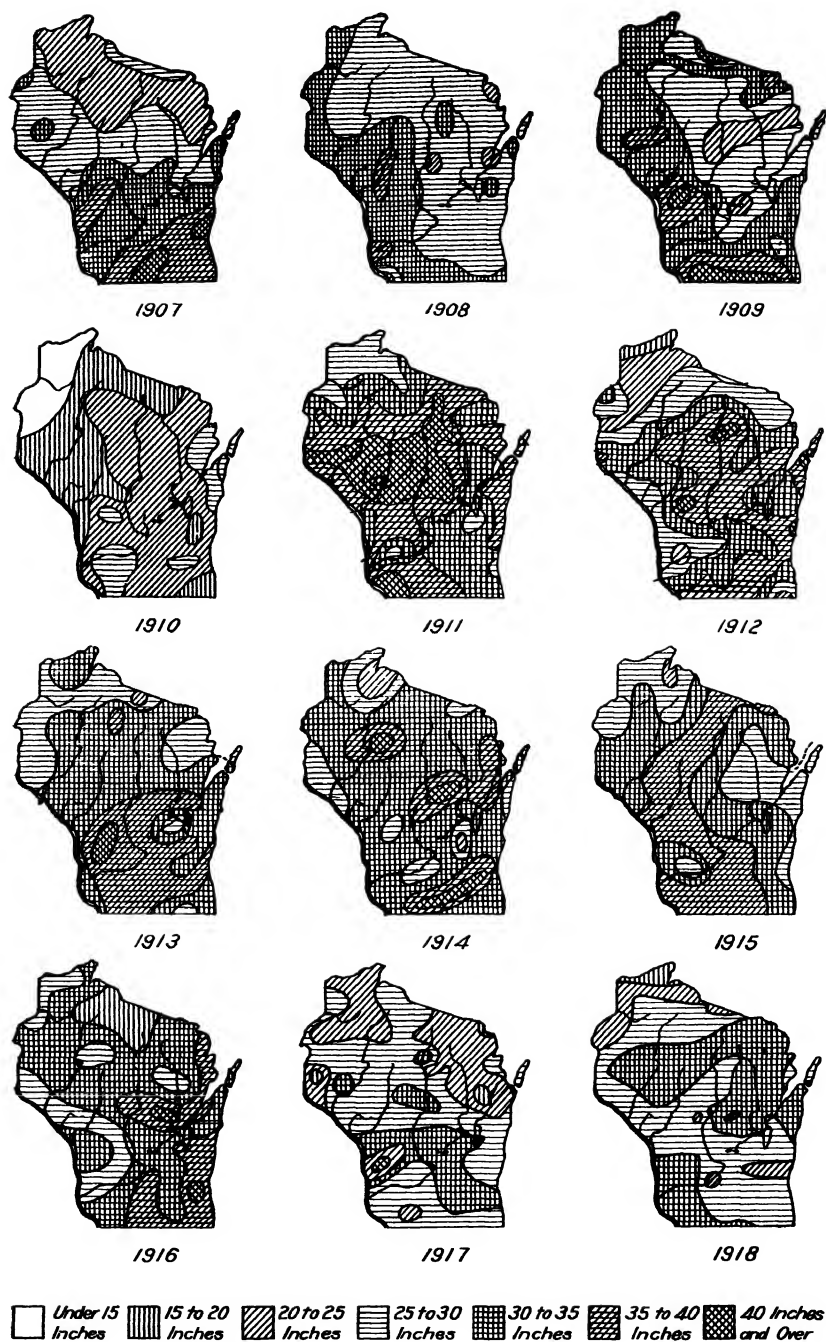 1907
1908
1909
1910
1911
1912
1913
1914
1915
1916
1917
1918
Under 15 Inches
15 to 20 Inches
20 to 25 Inches
25 to 30 Inches
30 to 35 Inches
35 to 40 Inches
40 Inches and Over